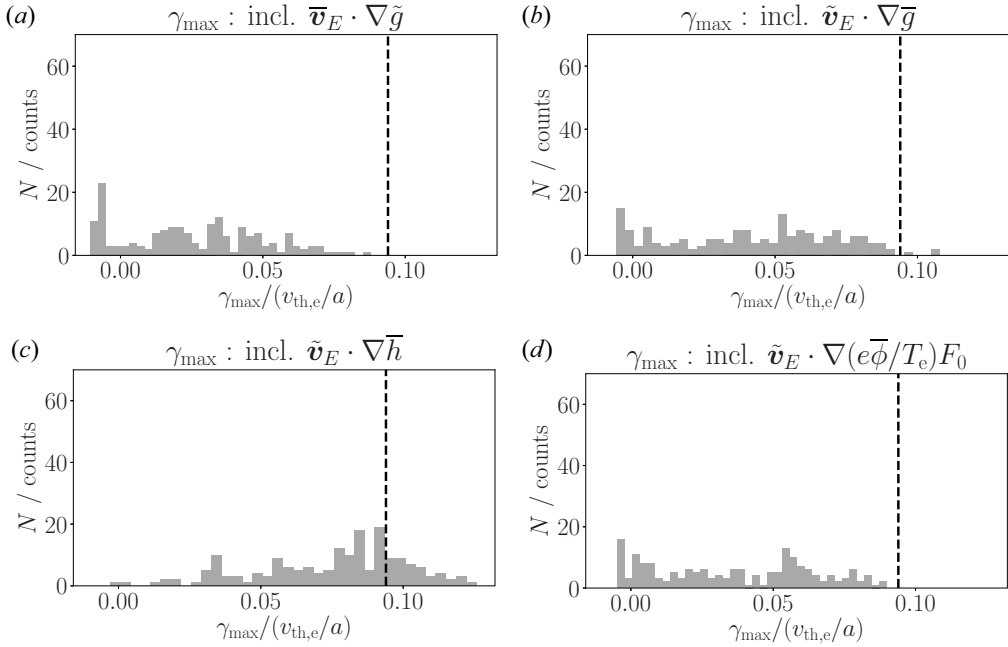 (a) γmax : incl. v̅E · ∇g̃
60
40
20
0
N / counts
0.00 0.05 0.10
γmax/(vth,e/a)
(b) γmax : incl. ṽE · ∇g̅
60
40
20
0
N / counts
0.00 0.05 0.10
γmax/(vth,e/a)
(c) γmax : incl. ṽE · ∇h̅
60
40
20
0
N / counts
0.00 0.05 0.10
γmax/(vth,e/a)
(d) γmax : incl. ṽE · ∇(eϕ̅/Te)F0
60
40
20
0
N / counts
0.00 0.05 0.10
γmax/(vth,e/a)